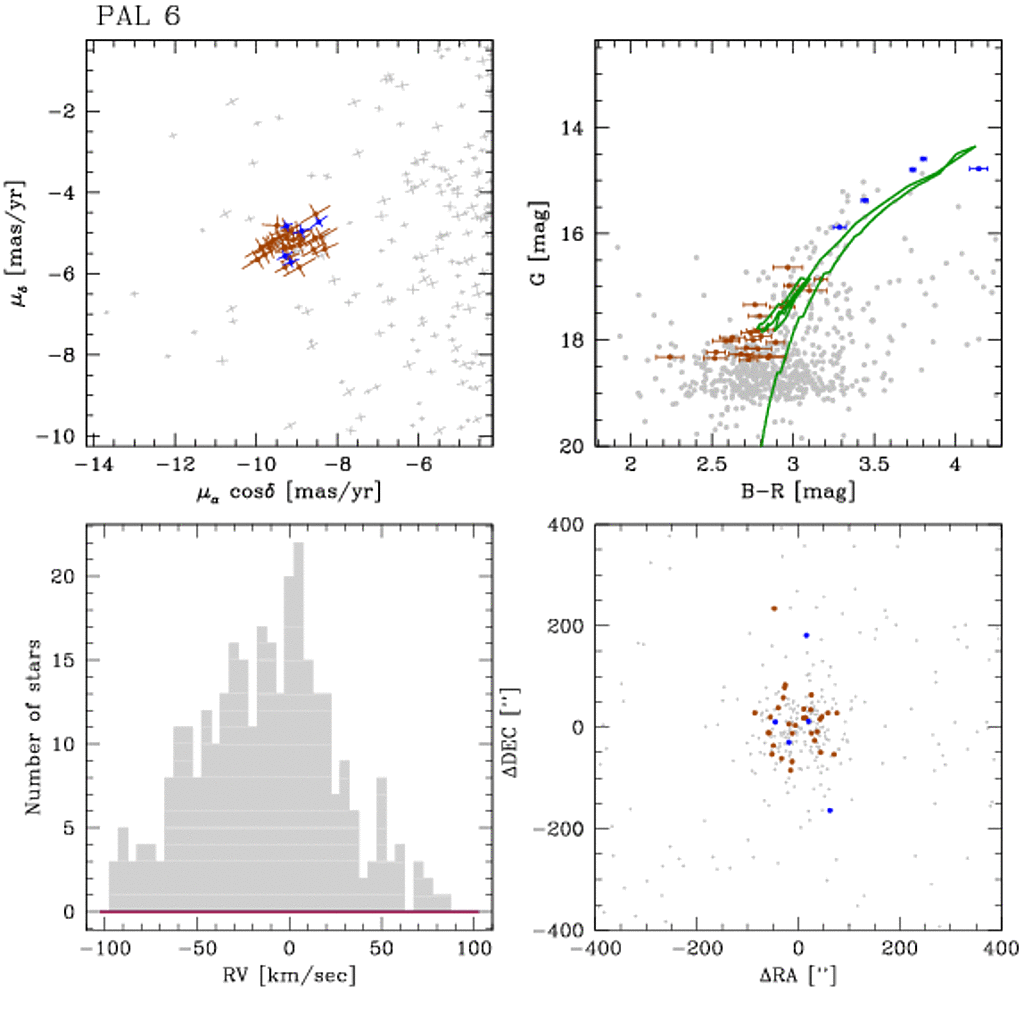 PAL 6
−2
−4
−6
−8
−10
μδ [mas/yr]
−14 −12 −10 −8 −6
μα cosδ [mas/yr]
14
16
18
20
G [mag]
2 2.5 3 3.5 4
B−R [mag]
20
15
10
5
0
Number of stars
−100 −50 0 50 100
RV [km/sec]
400
200
0
−200
−400
ΔDEC [″]
−400 −200 0 200 400
ΔRA [″]